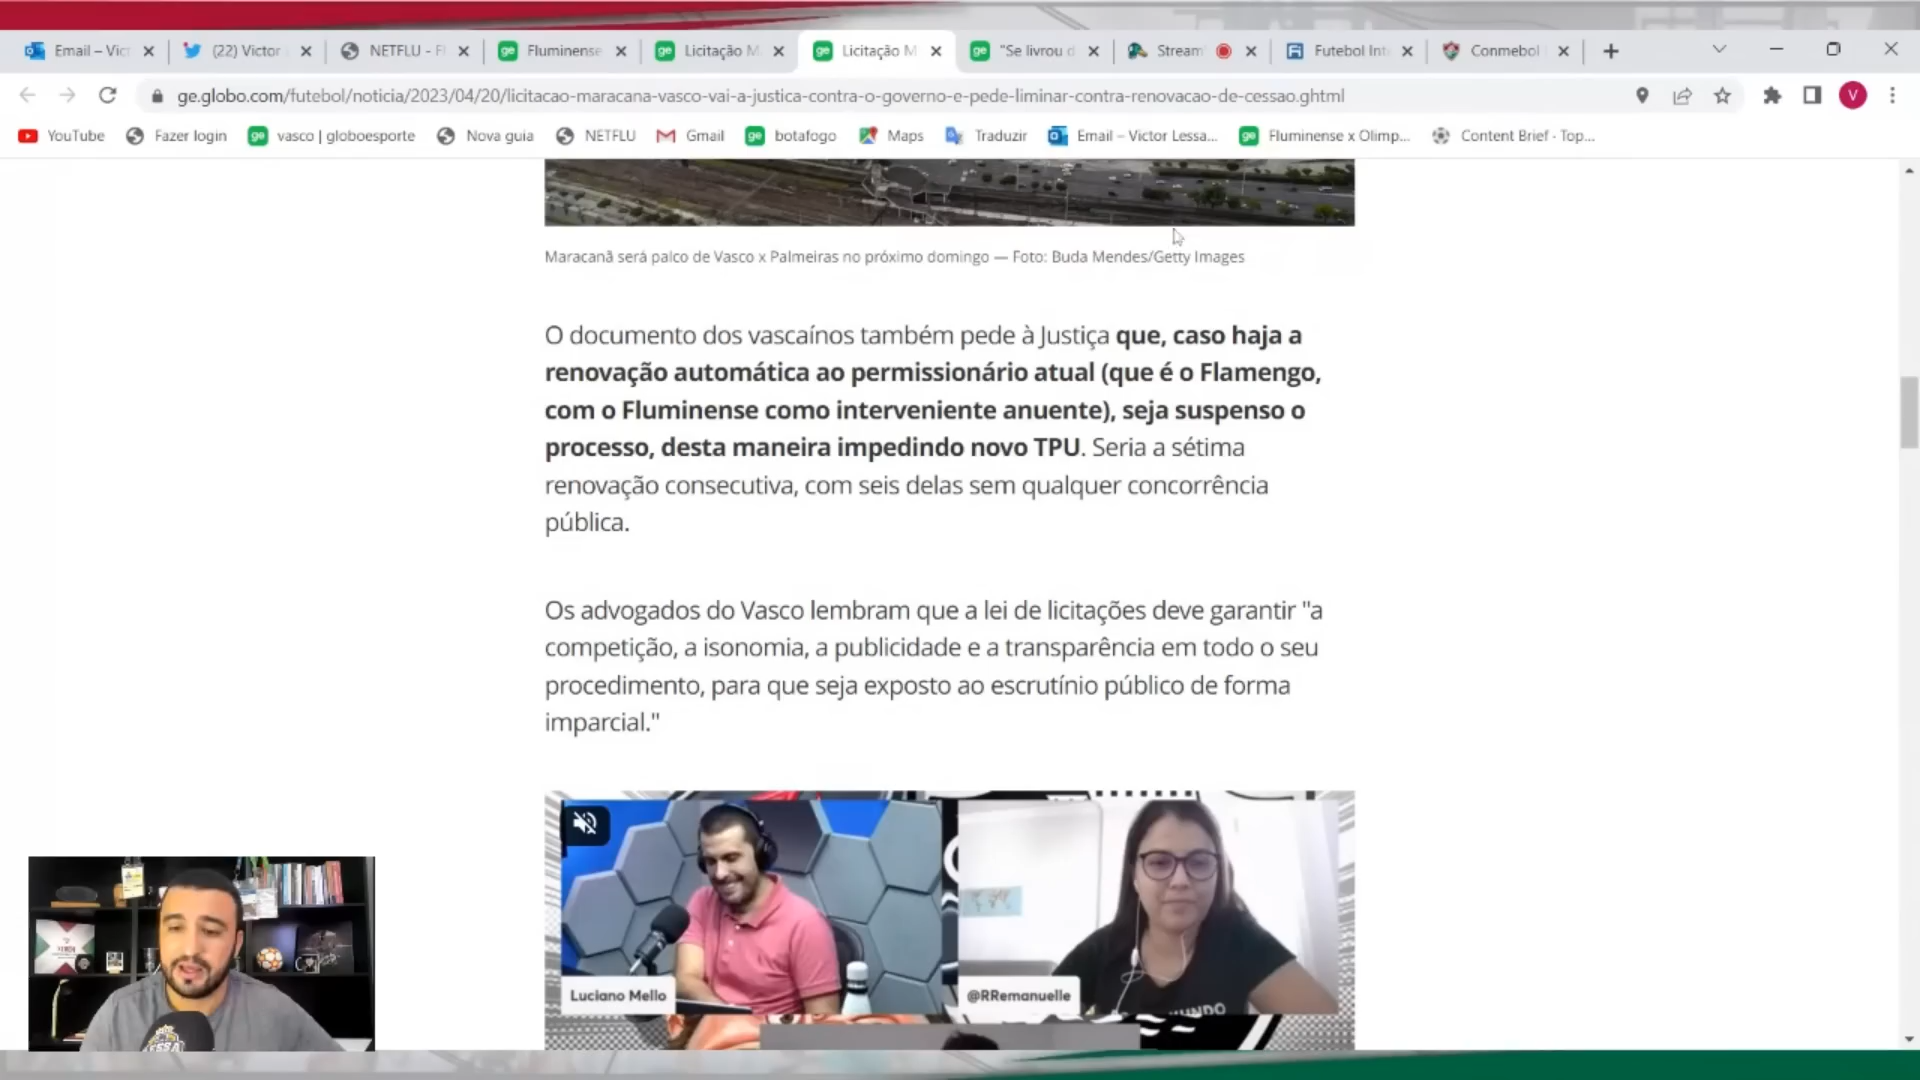 Email – Vic
(22) Victor
NETFLU - F
Fluminense
Licitação M
Licitação M
"Se livrou d
Stream
Futebol Int
Conmebol
ge.globo.com/futebol/noticia/2023/04/20/licitacao-maracana-vasco-vai-a-justica-contra-o-governo-e-pede-liminar-contra-renovacao-de-cessao.ghtml
V
YouTube
Fazer login
vasco | globoesporte
Nova guia
NETFLU
Gmail
botafogo
Maps
Traduzir
Email – Victor Lessa...
Fluminense x Olimp...
Content Brief - Top...
Maracanã será palco de Vasco x Palmeiras no próximo domingo — Foto: Buda Mendes/Getty Images
O documento dos vascaínos também pede à Justiça que, caso haja a
renovação automática ao permissionário atual (que é o Flamengo,
com o Fluminense como interveniente anuente), seja suspenso o
processo, desta maneira impedindo novo TPU. Seria a sétima
renovação consecutiva, com seis delas sem qualquer concorrência
pública.
Os advogados do Vasco lembram que a lei de licitações deve garantir "a
competição, a isonomia, a publicidade e a transparência em todo o seu
procedimento, para que seja exposto ao escrutínio público de forma
imparcial."
Luciano Mello
@RRemanuelle